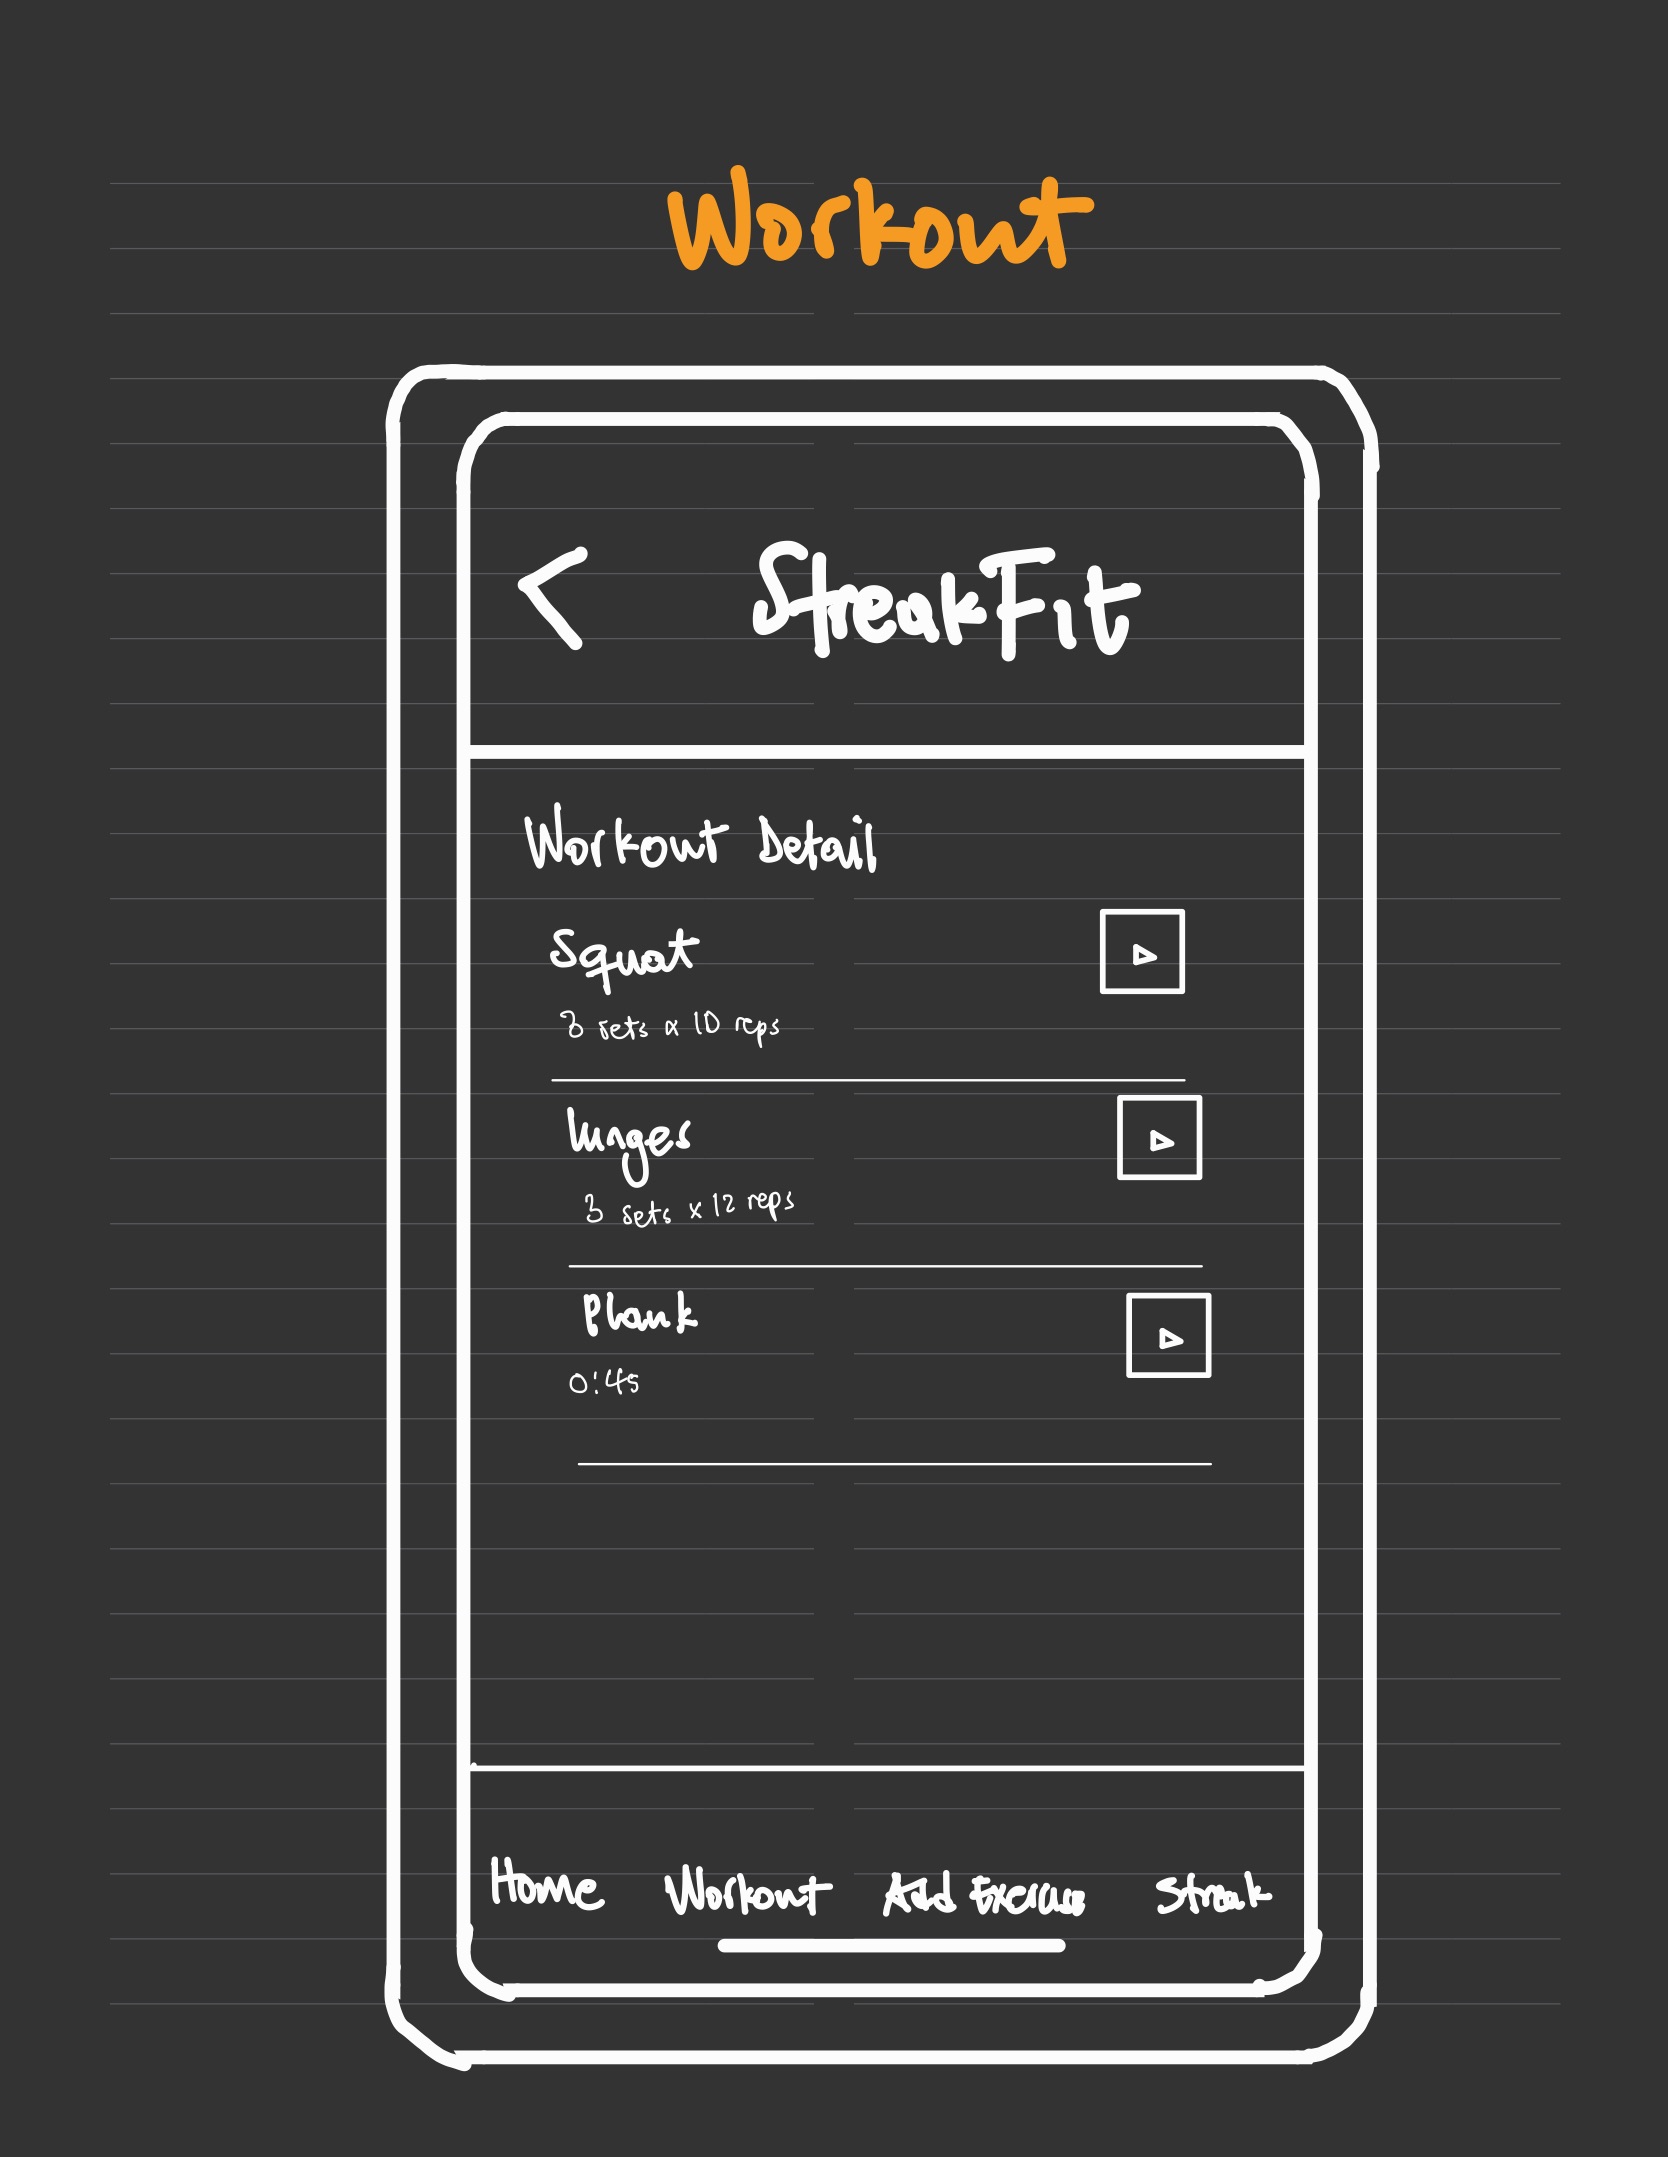 Workout
< StreakFit
Workout Detail
Squat
3 sets x 10 reps
lunges
3 sets x 12 reps
Plank
0:45
Home Workout Add Exercise Streak